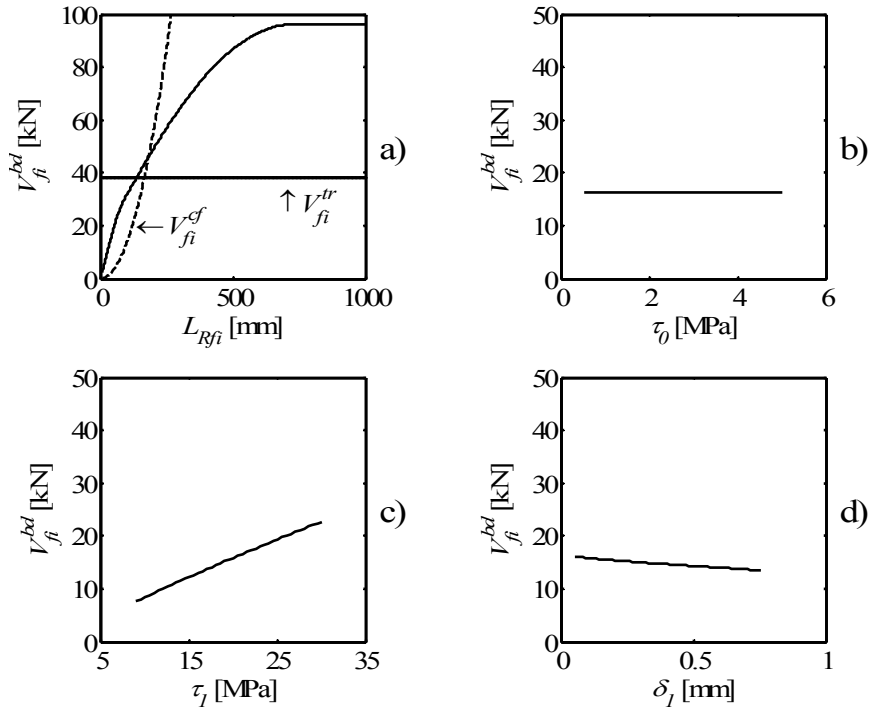 100
80
60
40
20
0
V_fi^bd [kN]
↑ V_fi^tr
← V_fi^cf
0 500 1000
L_Rfi [mm]
a)
50
40
30
20
10
0
V_fi^bd [kN]
0 2 4 6
τ_0 [MPa]
b)
50
40
30
20
10
0
V_fi^bd [kN]
5 15 25 35
τ_1 [MPa]
c)
50
40
30
20
10
0
V_fi^bd [kN]
0 0.5 1
δ_1 [mm]
d)